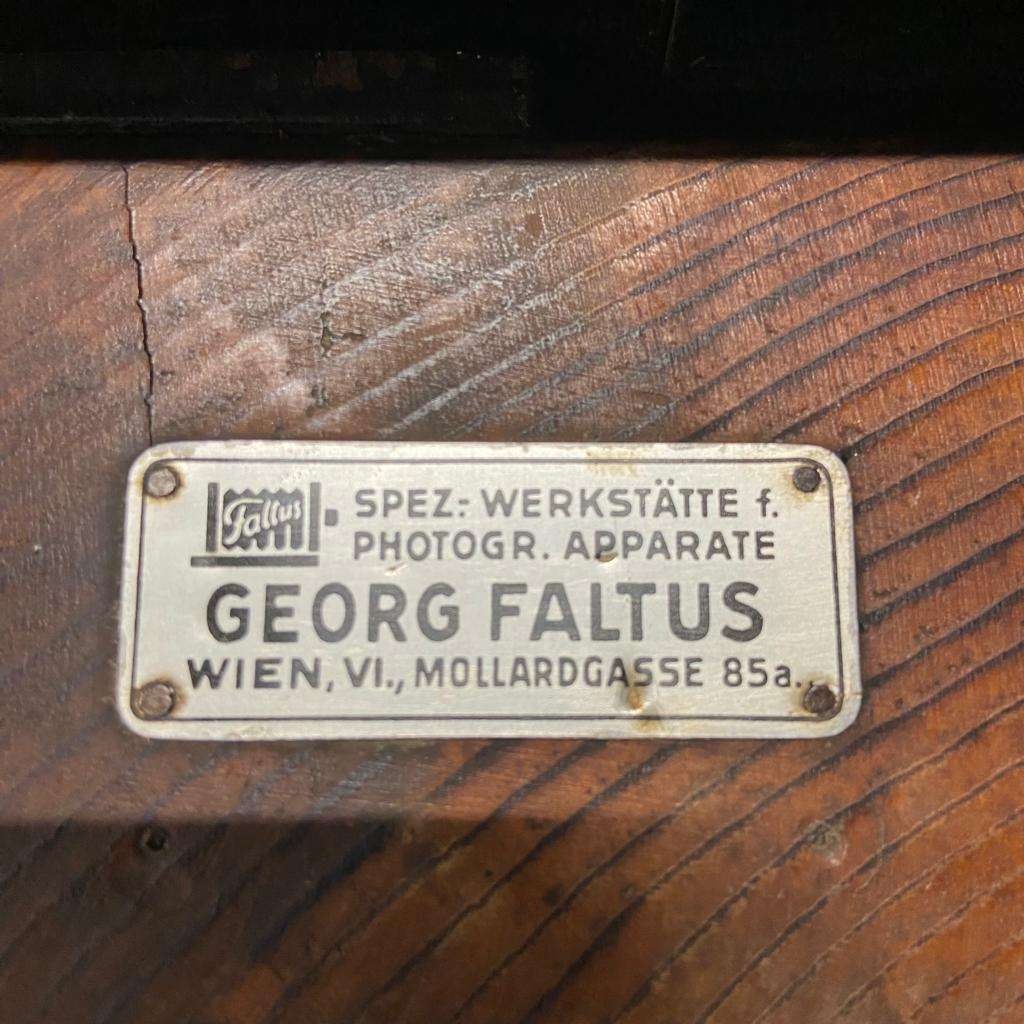 Faltus
SPEZ:- WERKSTÄTTE f.
PHOTOGR. APPARATE
GEORG FALTUS
WIEN, VI., MOLLARDGASSE 85a.